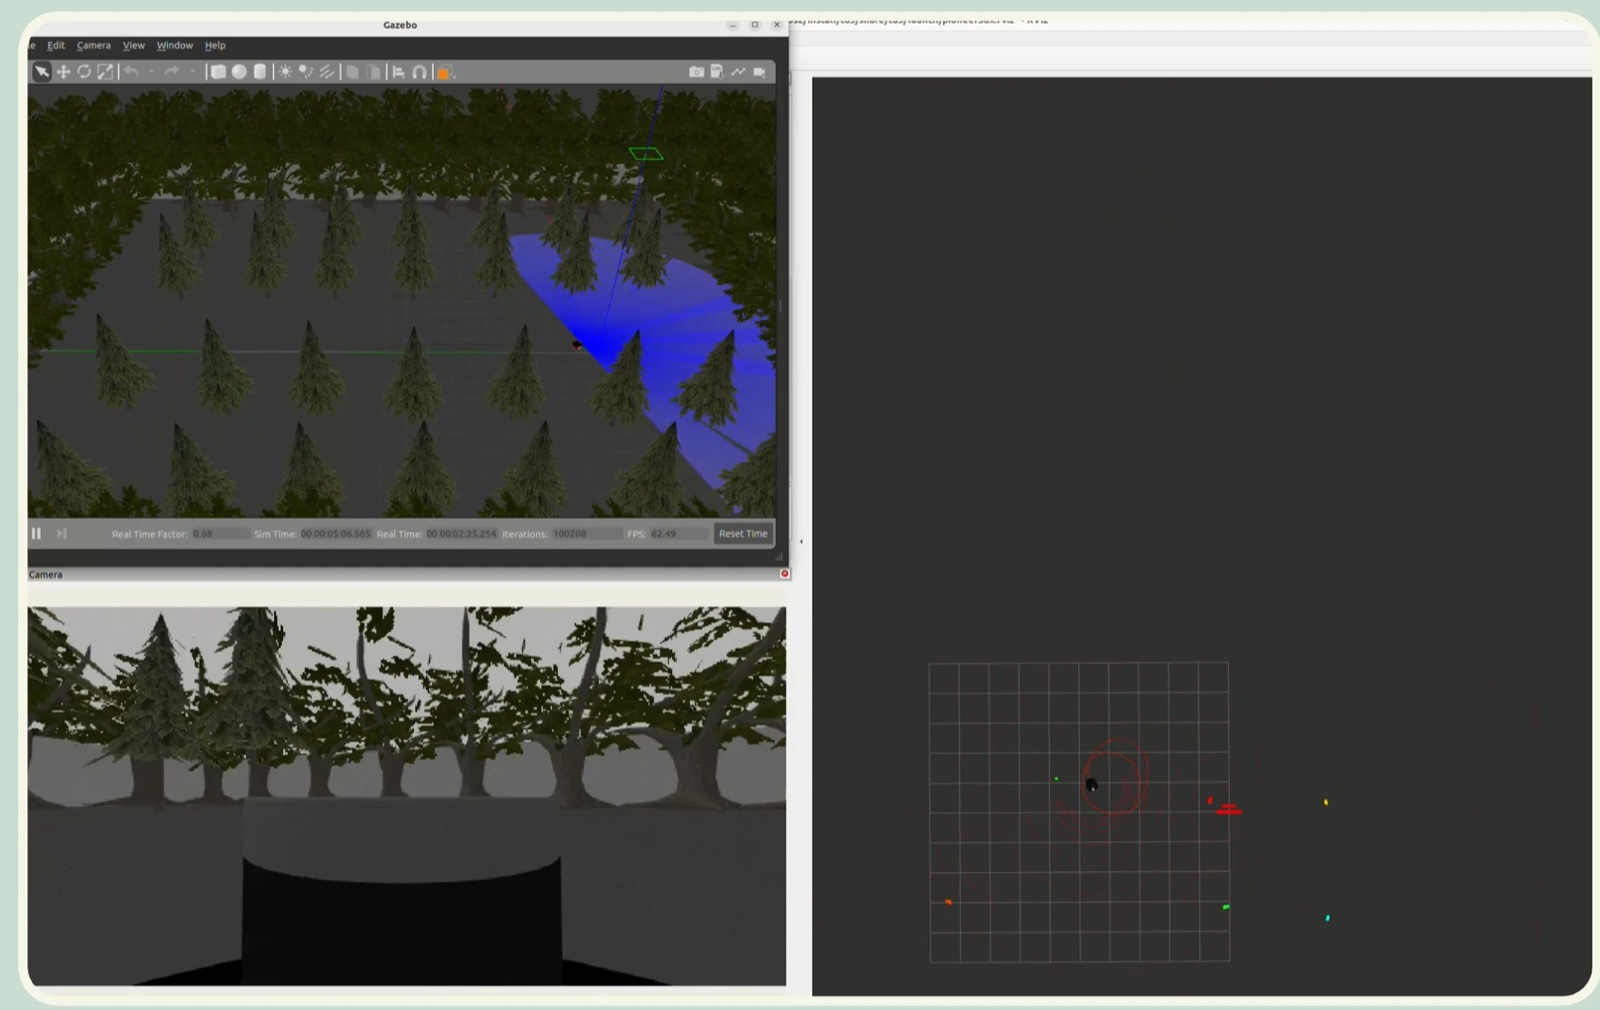 Gazebo
Edit Camera View Window Help
Real Time Factor: 0.68 Sim Time: 00 00:05:06.565 Real Time: 00 00:02:25.254 Iterations: 100208 FPS: 62.49 Reset Time
Camera